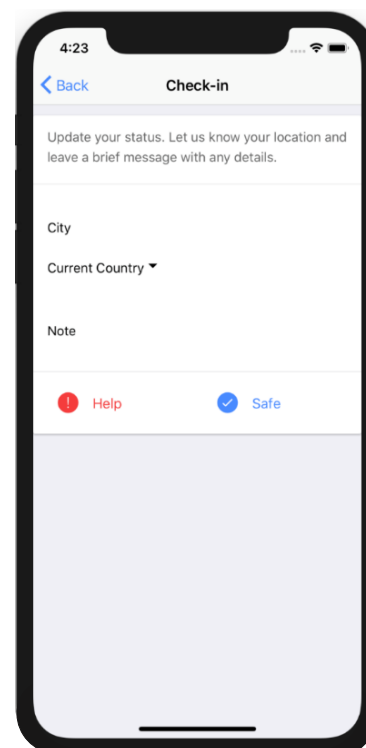 4:23
Back
Check-in
Update your status. Let us know your location and
leave a brief message with any details.
City
Current Country
Note
Help
Safe